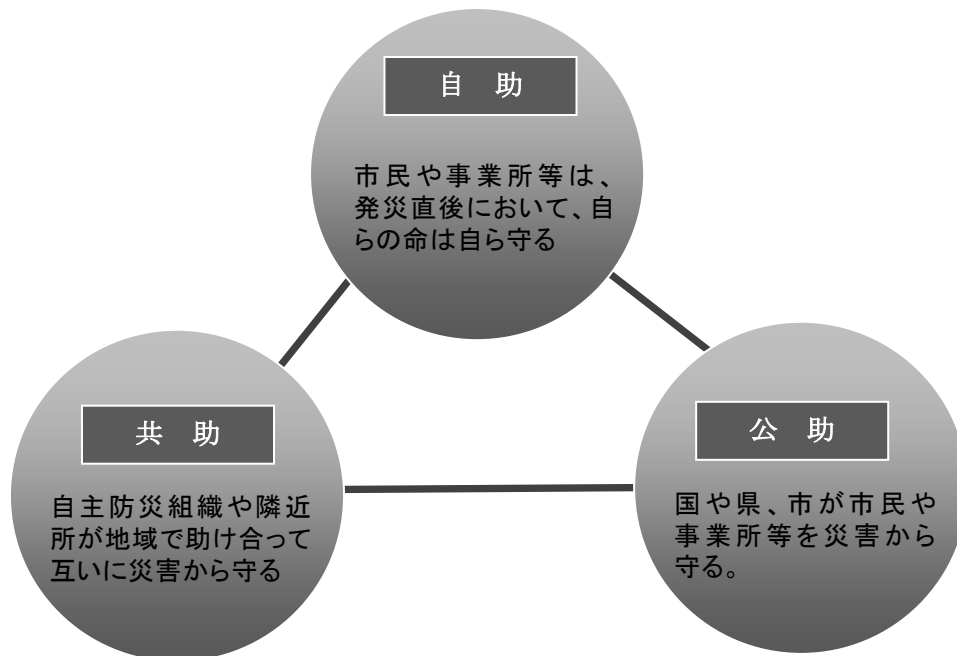 自　助
市民や事業所等は、
発災直後において、自
らの命は自ら守る
共　助
自主防災組織や隣近
所が地域で助け合って
互いに災害から守る
公　助
国や県、市が市民や
事業所等を災害から
守る。